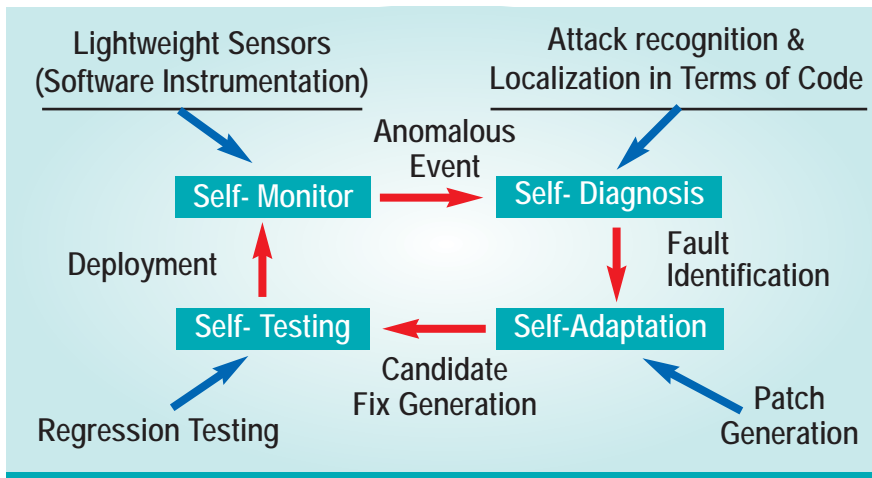 Lightweight Sensors
(Software Instrumentation)
Attack recognition &
Localization in Terms of Code
Anomalous
Event
Self- Monitor
Self- Diagnosis
Deployment
Fault
Identification
Self- Testing
Self-Adaptation
Candidate
Fix Generation
Regression Testing
Patch
Generation